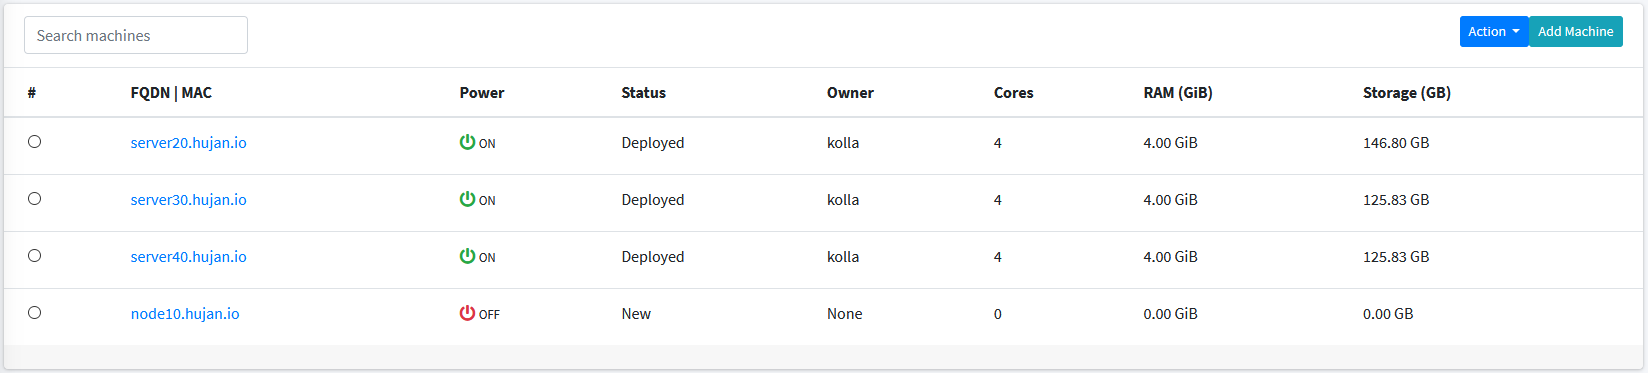 Search machines
Action Add Machine
# FQDN | MAC Power Status Owner Cores RAM (GiB) Storage (GB)
server20.hujan.io ON Deployed kolla 4 4.00 GiB 146.80 GB
server30.hujan.io ON Deployed kolla 4 4.00 GiB 125.83 GB
server40.hujan.io ON Deployed kolla 4 4.00 GiB 125.83 GB
node10.hujan.io OFF New None 0 0.00 GiB 0.00 GB